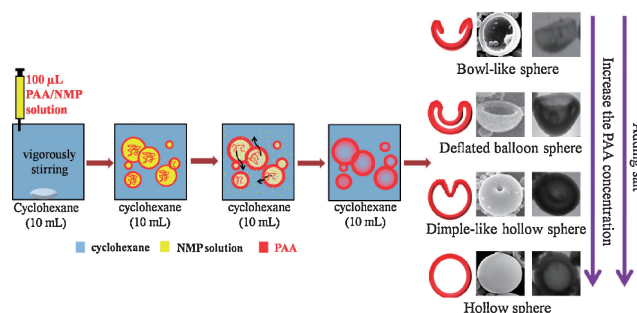 100 μL
PAA/NMP
solution
vigorously
stirring
Cyclohexane
(10 mL)
cyclohexane
(10 mL)
cyclohexane
(10 mL)
cyclohexane
(10 mL)
cyclohexane
NMP solution
PAA
Bowl-like sphere
Deflated balloon sphere
Dimple-like hollow sphere
Hollow sphere
Increase the PAA concentration